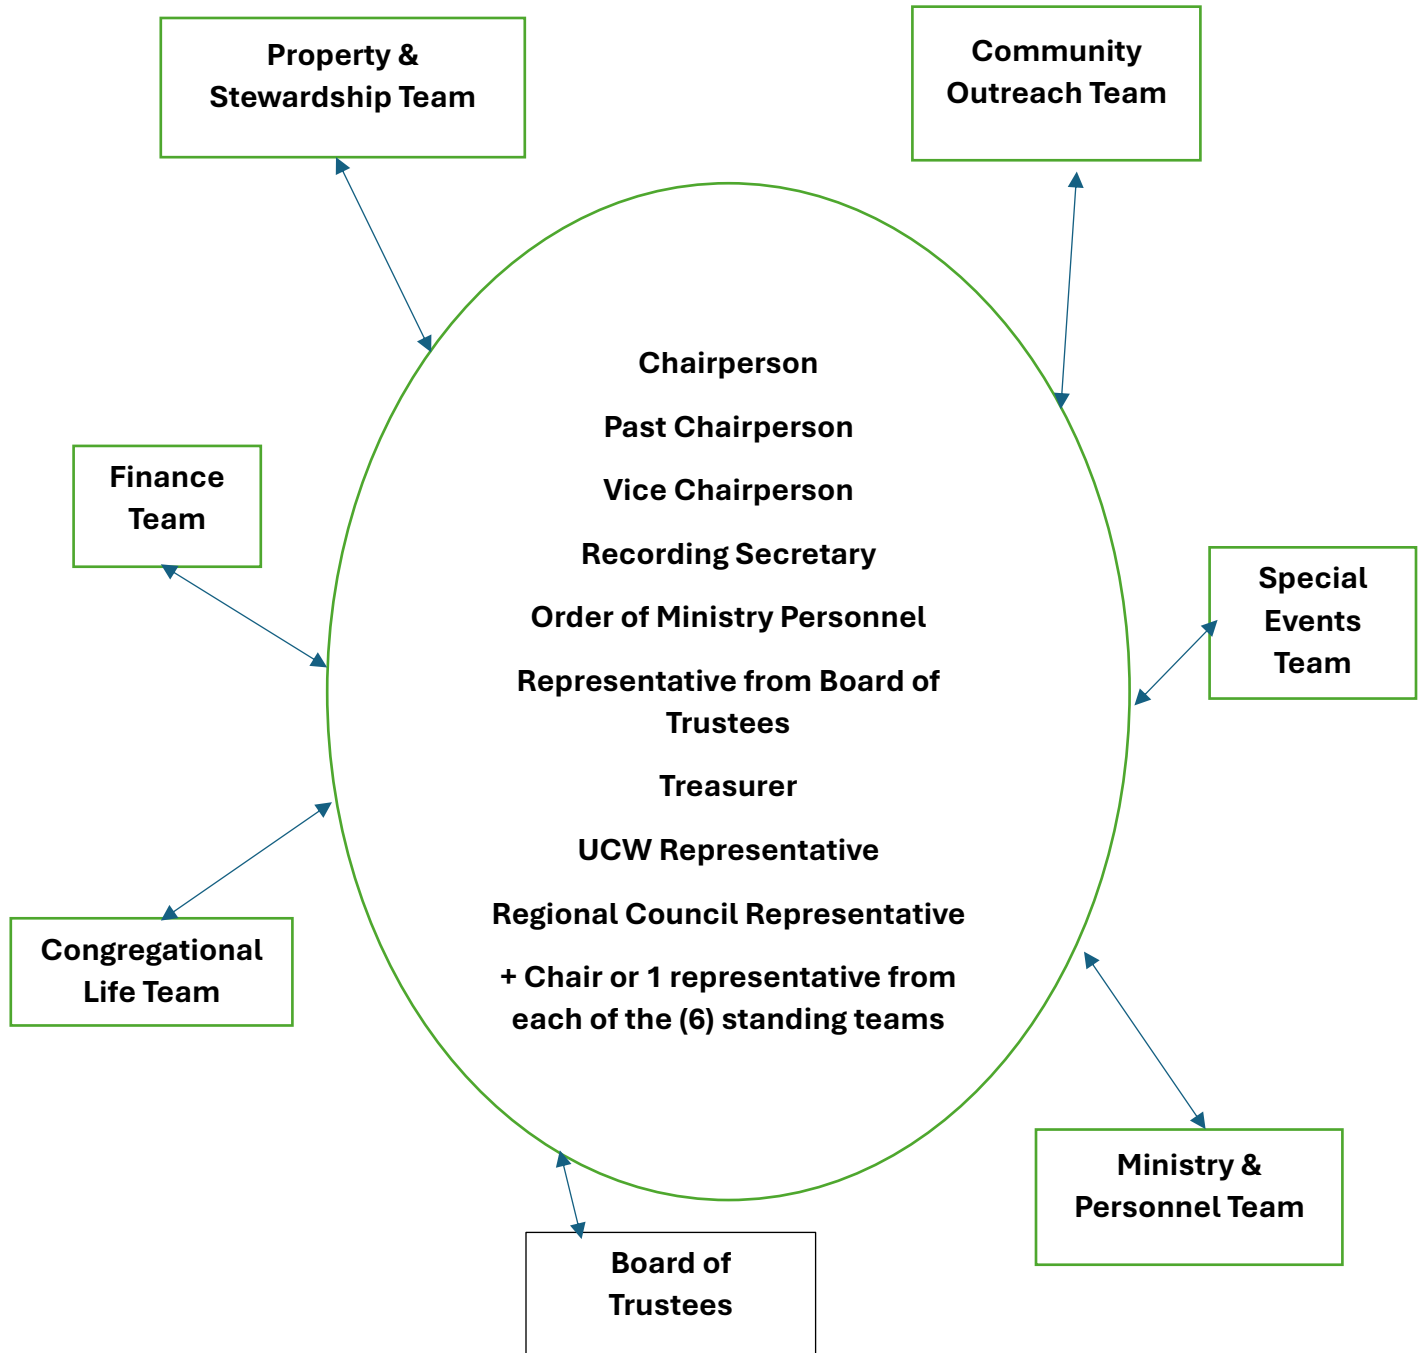 Property &
Stewardship Team
Community
Outreach Team
Chairperson
Past Chairperson
Vice Chairperson
Recording Secretary
Order of Ministry Personnel
Representative from Board of
Trustees
Treasurer
UCW Representative
Regional Council Representative
+ Chair or 1 representative from
each of the (6) standing teams
Finance
Team
Special
Events
Team
Congregational
Life Team
Ministry &
Personnel Team
Board of
Trustees